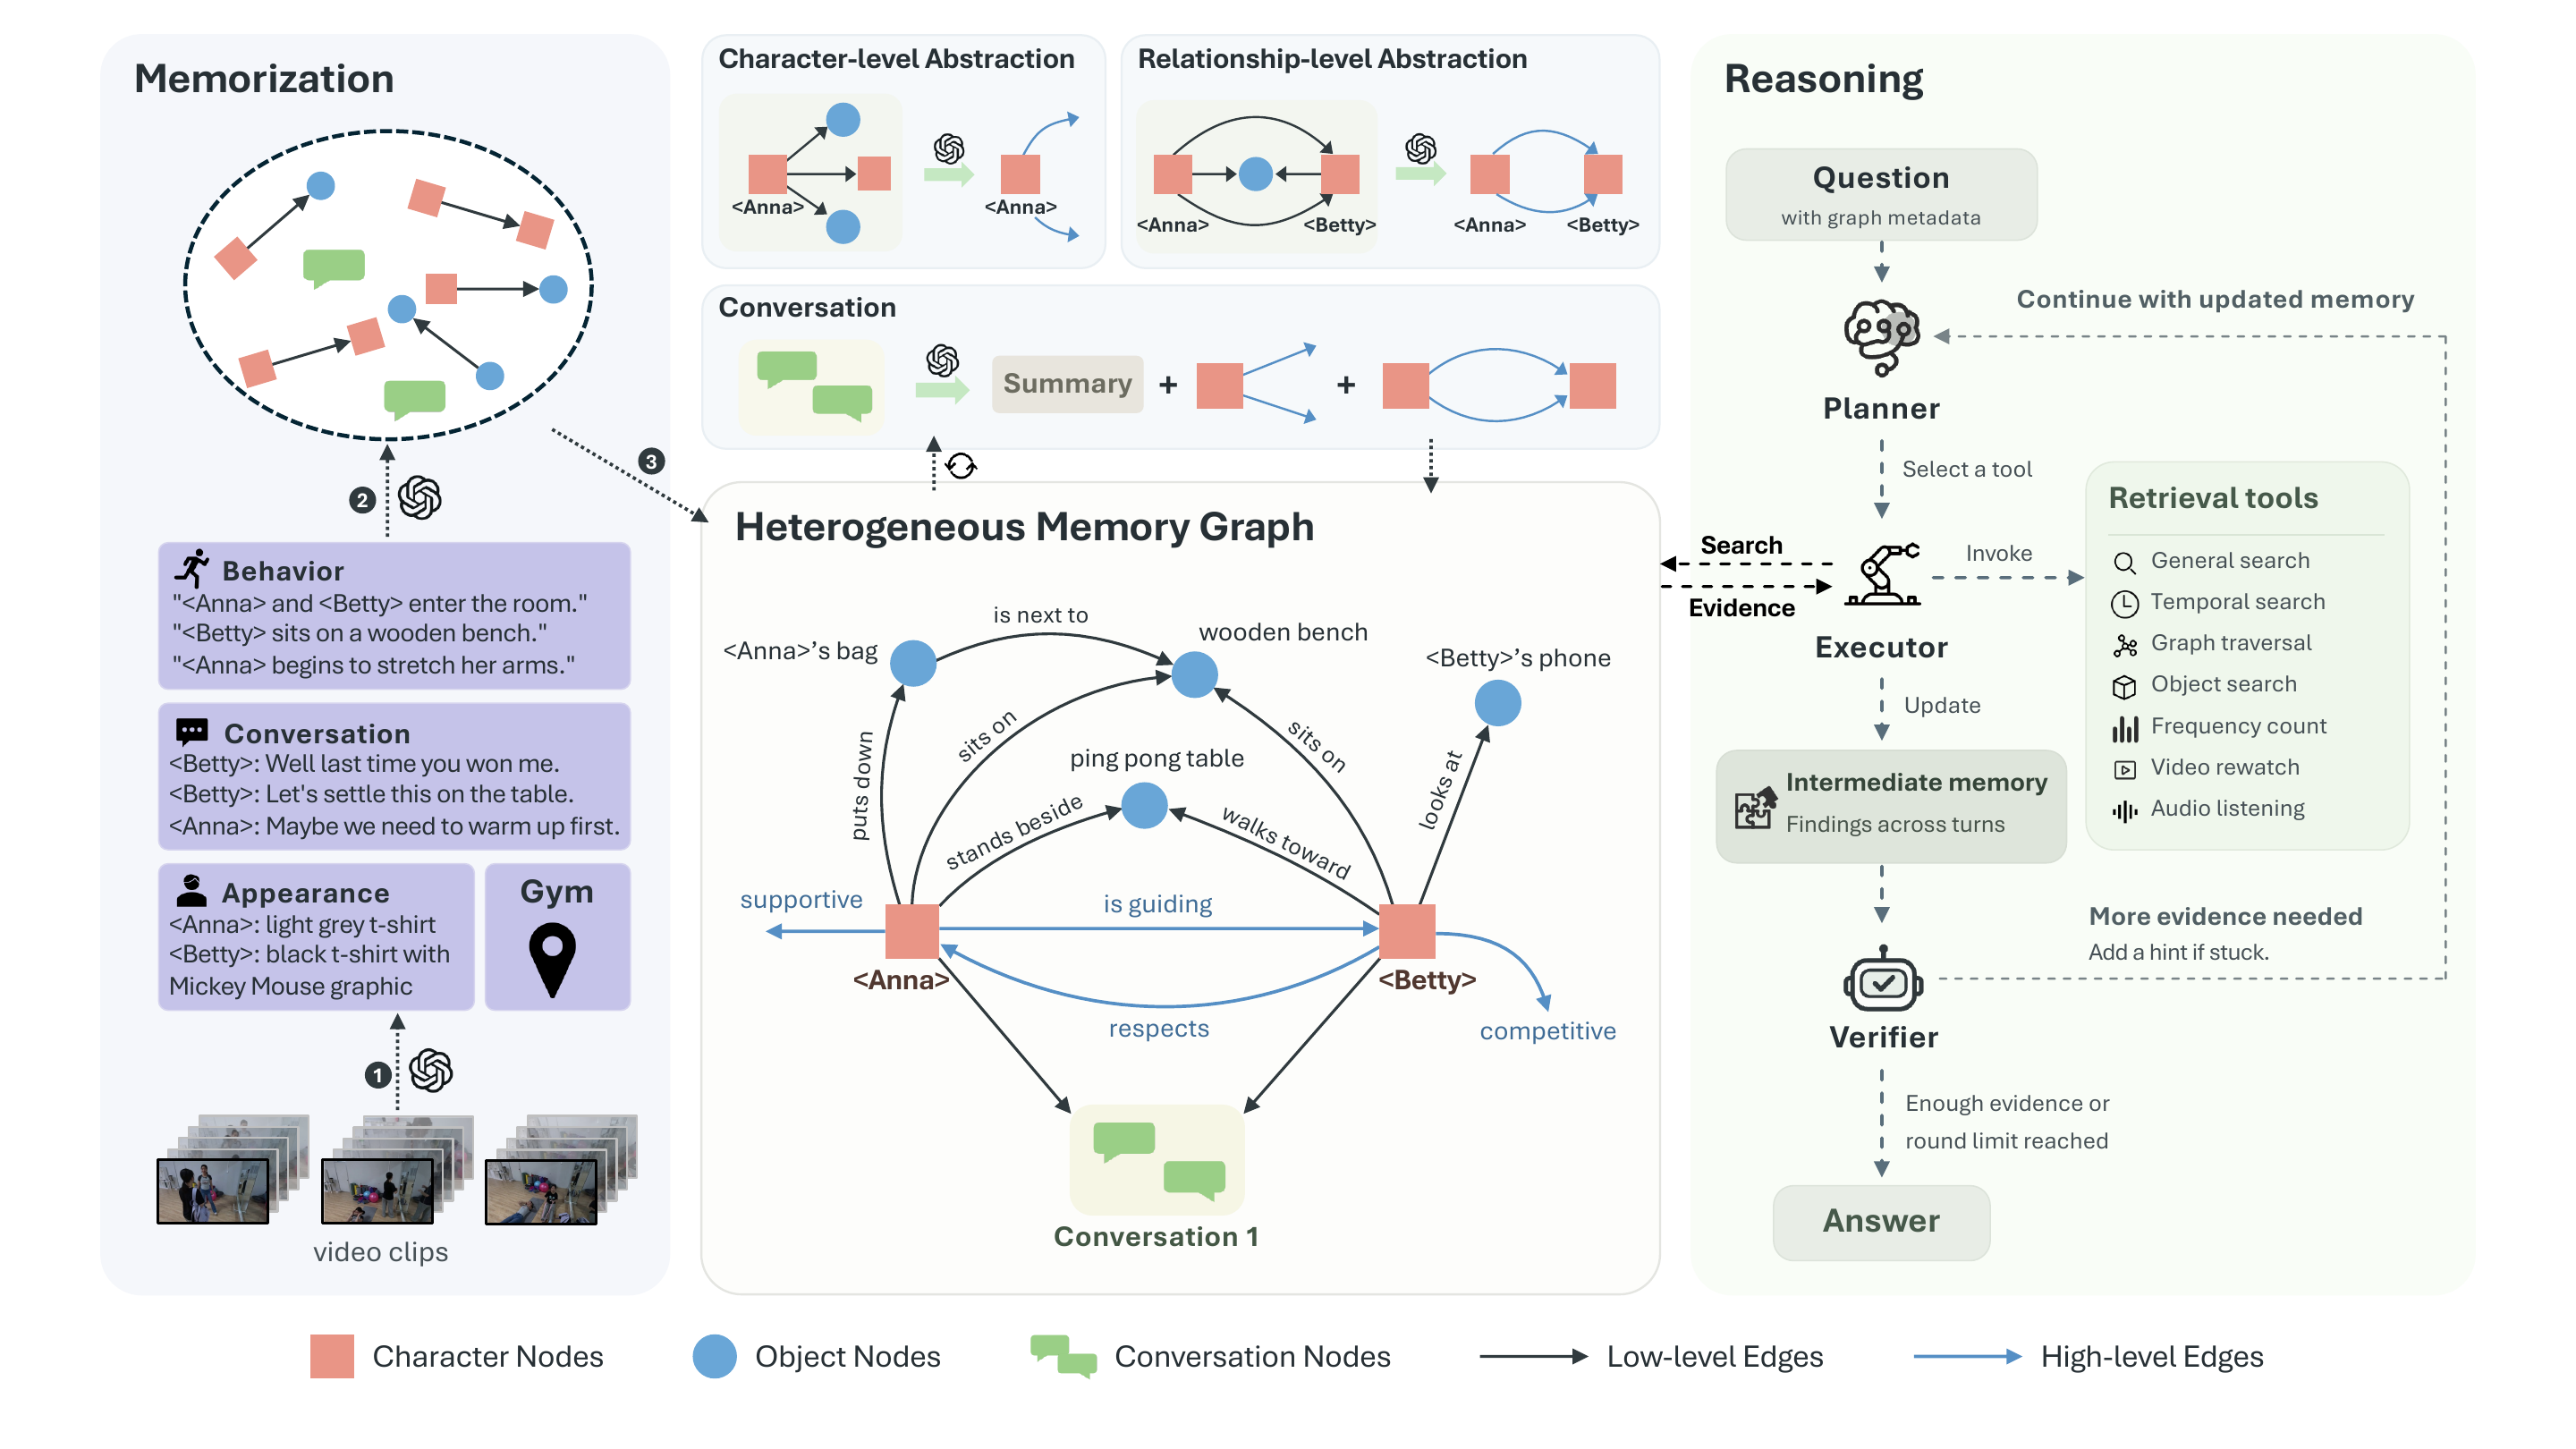 Memorization
2
Behavior
"<Anna> and <Betty> enter the room."
"<Betty> sits on a wooden bench."
"<Anna> begins to stretch her arms."
Conversation
<Betty>: Well last time you won me.
<Betty>: Let's settle this on the table.
<Anna>: Maybe we need to warm up first.
Appearance
<Anna>: light grey t-shirt
<Betty>: black t-shirt with
Mickey Mouse graphic
Gym
1
video clips
3
Character-level Abstraction
<Anna>
<Anna>
Relationship-level Abstraction
<Anna>
<Betty>
<Anna>
<Betty>
Conversation
Summary
+
+
Heterogeneous Memory Graph
is next to
<Anna>'s bag
wooden bench
<Betty>'s phone
puts down
sits on
sits on
looks at
ping pong table
stands beside
walks toward
supportive
is guiding
<Anna>
<Betty>
respects
competitive
Conversation 1
Reasoning
Question
with graph metadata
Continue with updated memory
Planner
Select a tool
Search
Evidence
Invoke
Executor
Update
Retrieval tools
General search
Temporal search
Graph traversal
Object search
Frequency count
Video rewatch
Audio listening
Intermediate memory
Findings across turns
More evidence needed
Add a hint if stuck.
Verifier
Enough evidence or
round limit reached
Answer
Character Nodes
Object Nodes
Conversation Nodes
Low-level Edges
High-level Edges